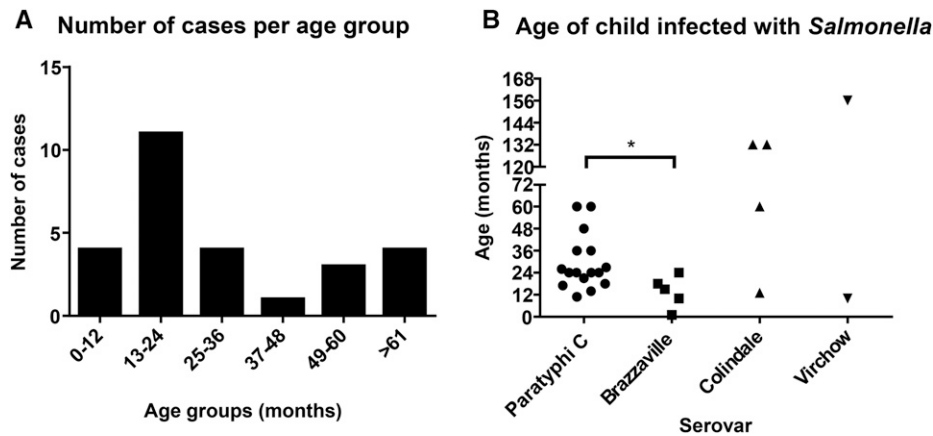 A Number of cases per age group
15
10
5
0
Number of cases
0-12
13-24
25-36
37-48
49-60
>61
Age groups (months)
B Age of child infected with Salmonella
168
156
144
132
120
72
60
48
36
24
12
0
Age (months)
*
Paratyphi C
Brazzaville
Colindale
Virchow
Serovar